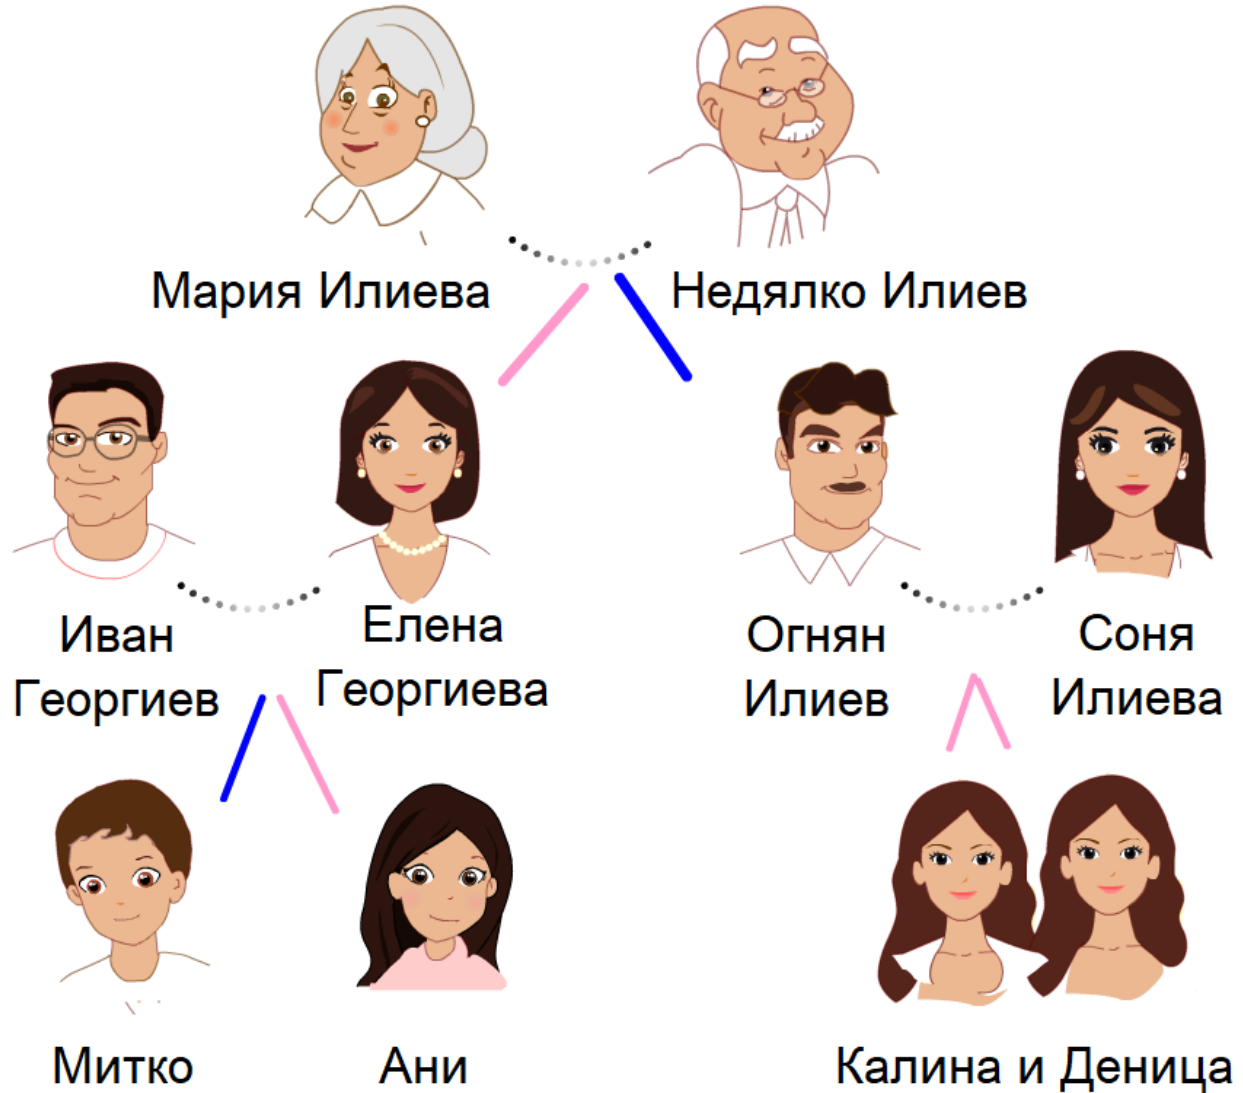 Мария Илиева
Недялко Илиев
Иван
Георгиев
Елена
Георгиева
Огнян
Илиев
Соня
Илиева
Митко
Ани
Калина и Деница